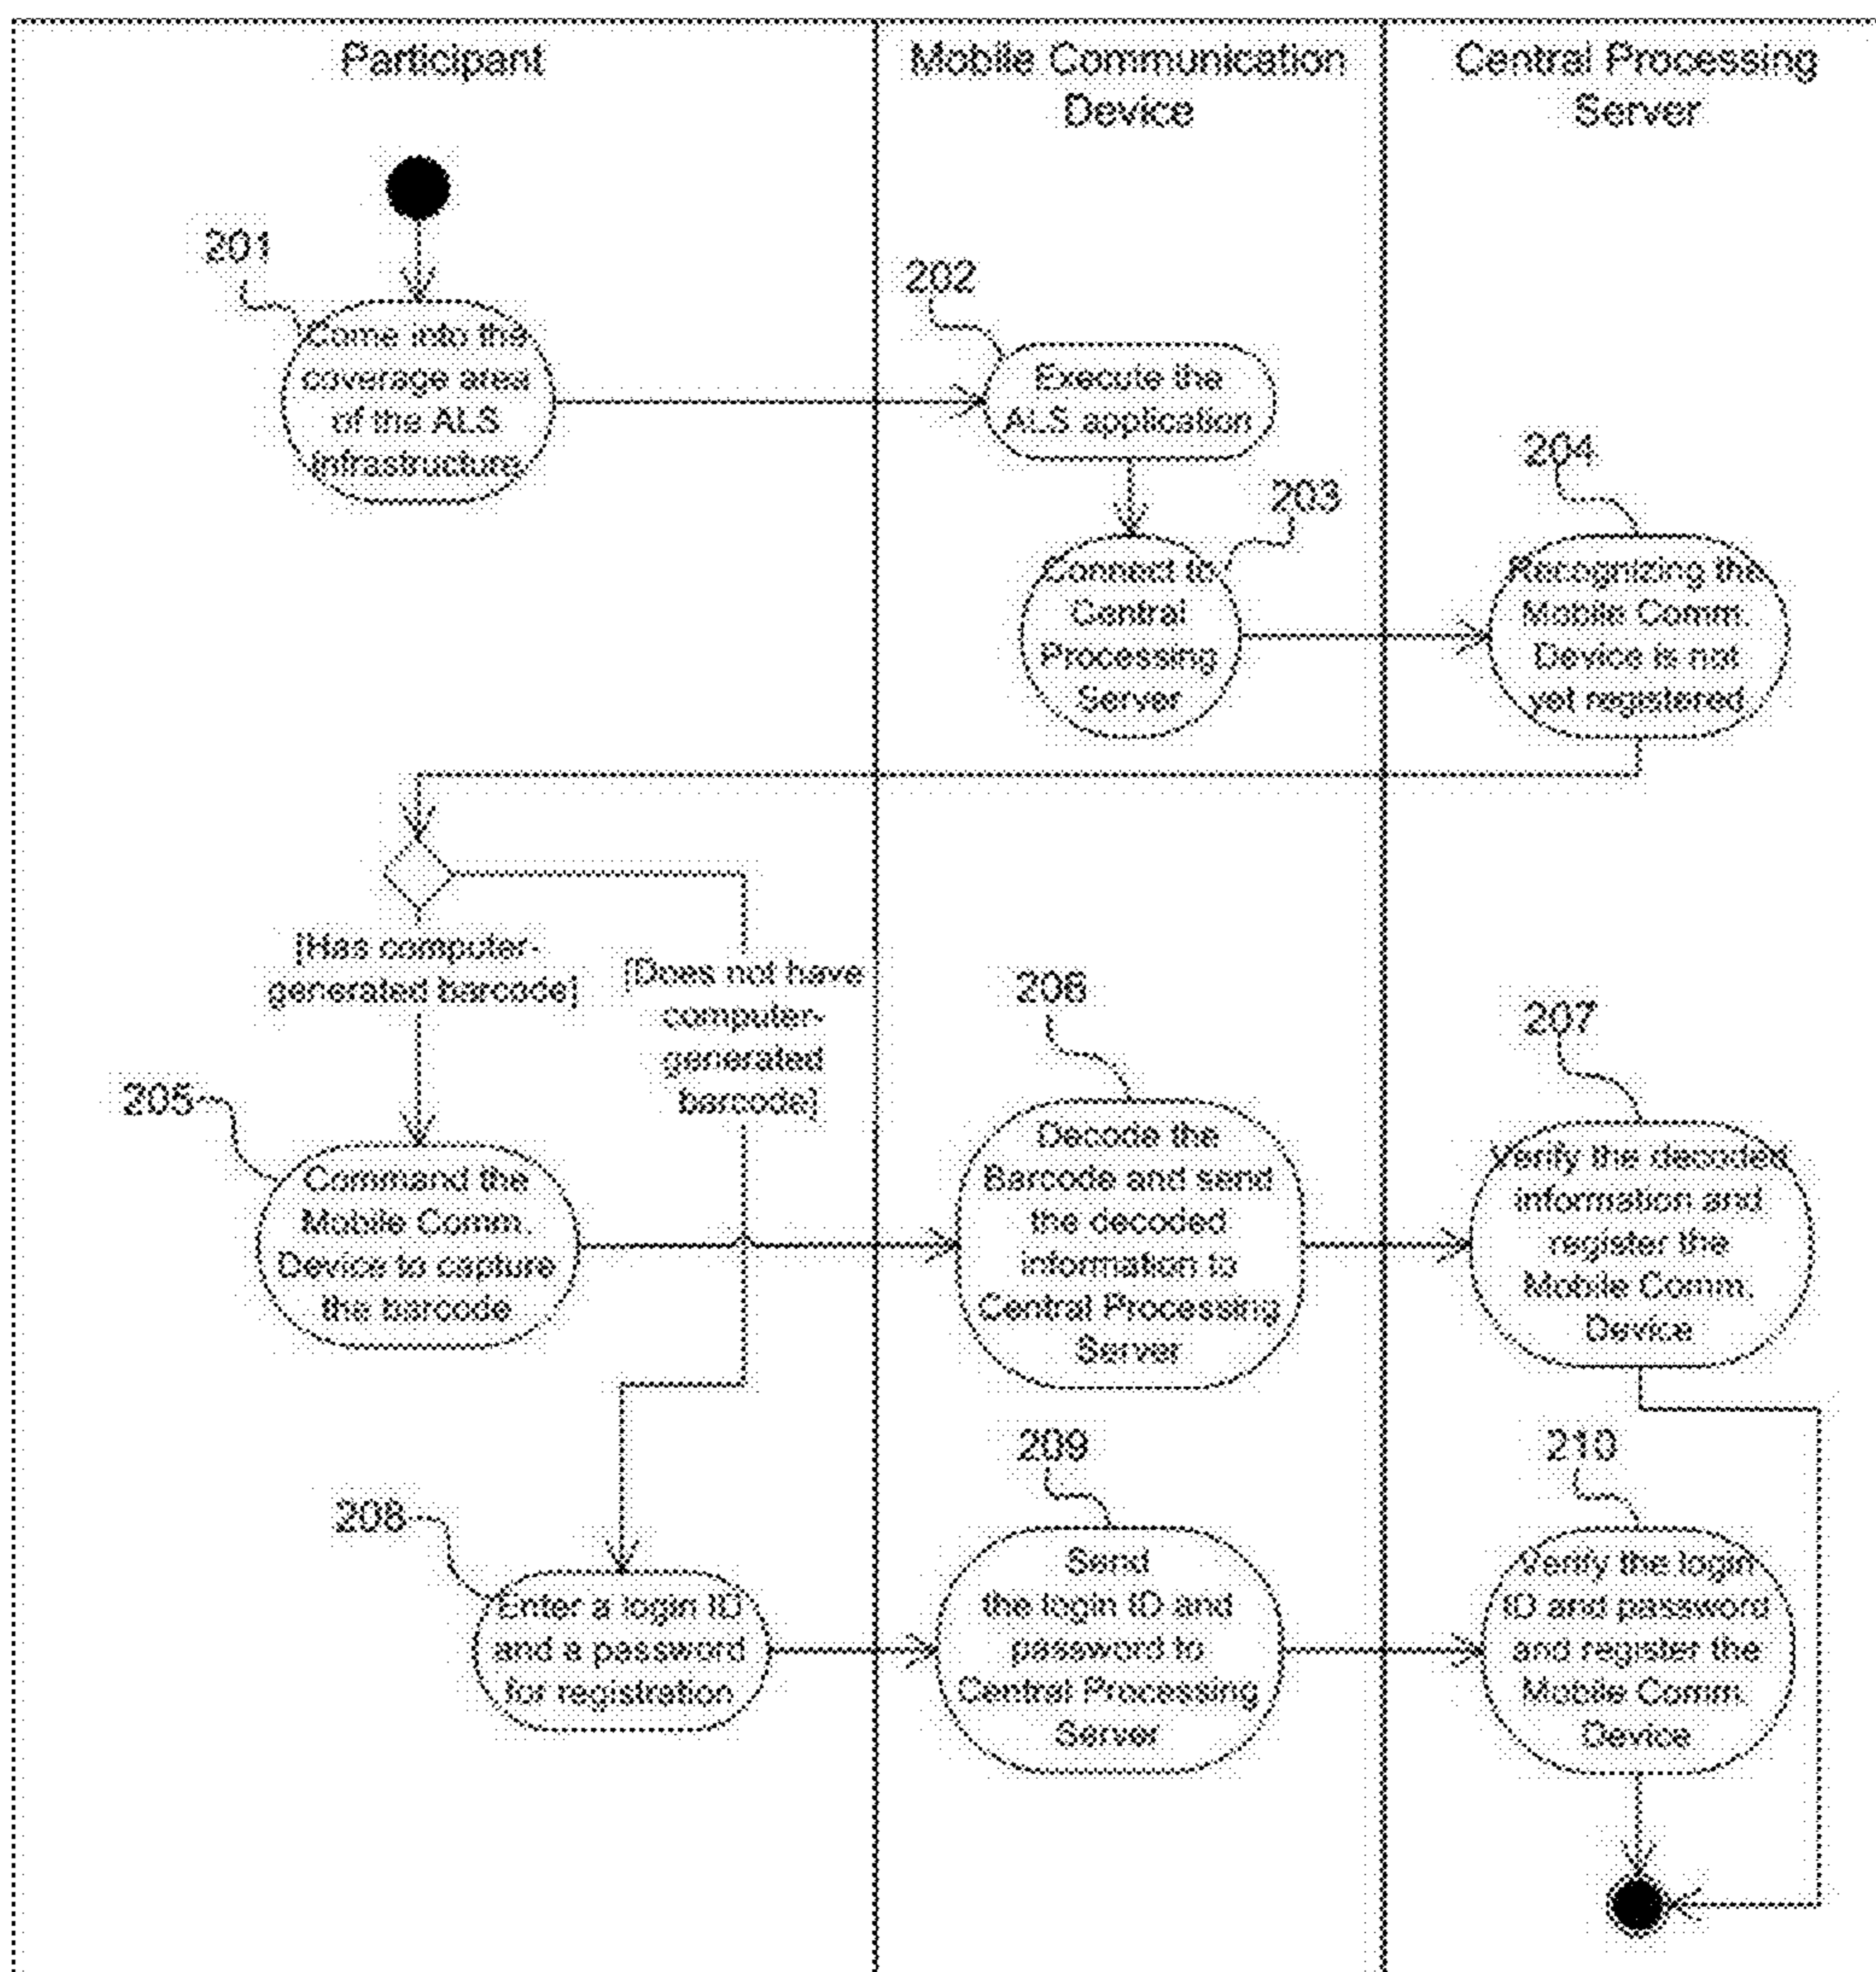 Participant
Mobile Communication
Device
Central Processing
Server
201
Come into the
coverage area
of the ALS
infrastructure
202
Execute the
ALS application
203
Connect to
Central
Processing
Server
204
Recognizing the
Mobile Comm.
Device is not
yet registered
[Has computer-
generated barcode]
[Does not have
computer-
generated
barcode]
205
Command the
Mobile Comm.
Device to capture
the barcode
206
Decode the
Barcode and send
the decoded
information to
Central Processing
Server
207
Verify the decoded
information and
register the
Mobile Comm.
Device
208
Enter a login ID
and a password
for registration
209
Send
the login ID and
password to
Central Processing
Server
210
Verify the login
ID and password
and register the
Mobile Comm.
Device